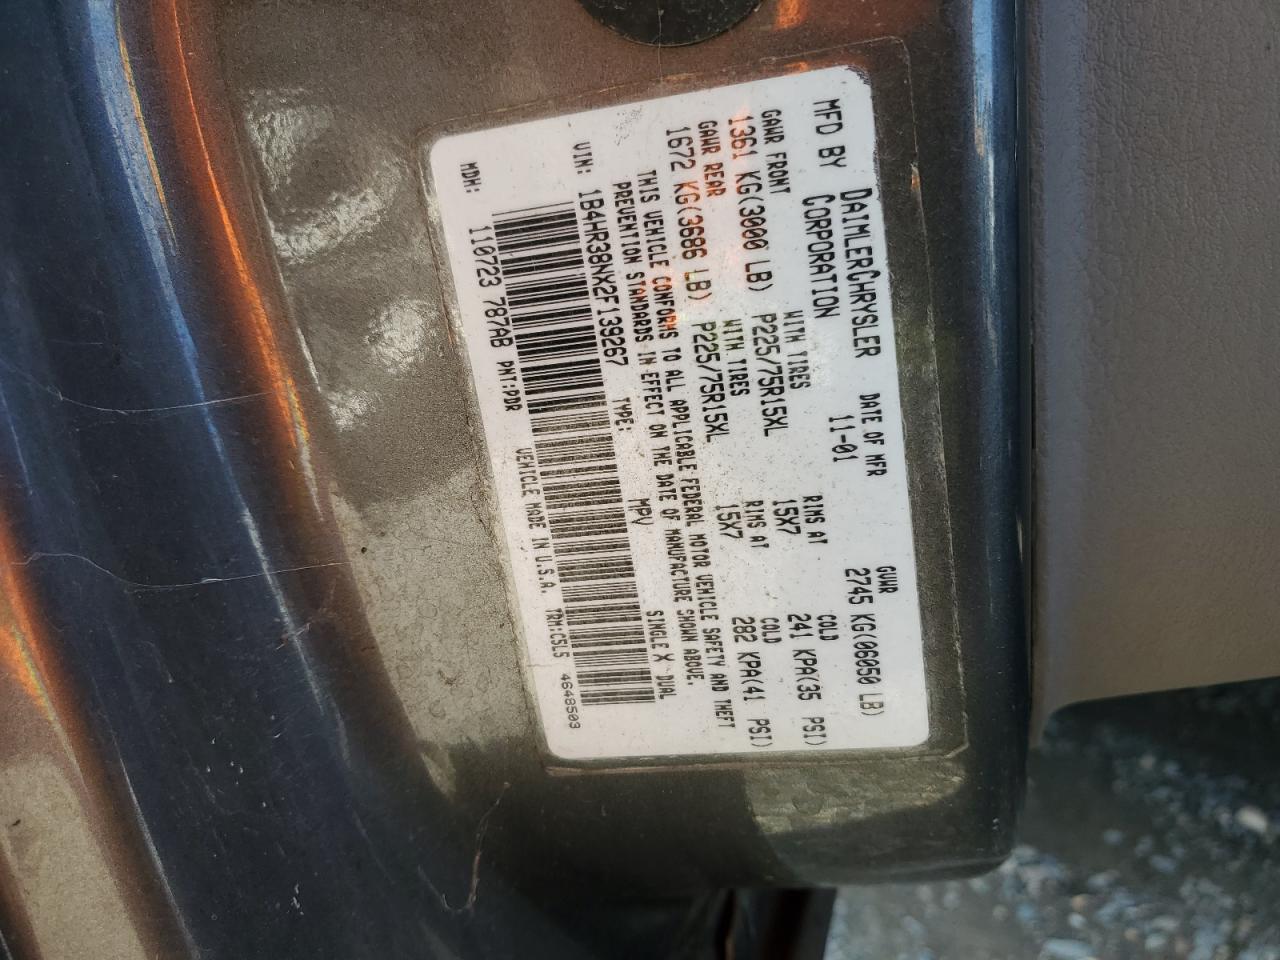 MFD BY DAIMLERCHRYSLER CORPORATION DATE OF MFR 11-01 GVWR 2745 KG(06050 LB)
GAWR FRONT WITH TIRES RIMS AT COLD
1361 KG(3000 LB) P225/75R15XL 15X7 241 KPA(35 PSI)
GAWR REAR WITH TIRES RIMS AT COLD
1672 KG(3686 LB) P225/75R15XL 15X7 282 KPA(41 PSI)
THIS VEHICLE CONFORMS TO ALL APPLICABLE FEDERAL MOTOR VEHICLE SAFETY AND THEFT
PREVENTION STANDARDS IN EFFECT ON THE DATE OF MANUFACTURE SHOWN ABOVE.
VIN: 1B4HR38NX2F139267 TYPE: MPV SINGLE X DUAL
MDH: 110723 787AB PNT:PDR VEHICLE MADE IN U.S.A. TRM:C5L5 4648503